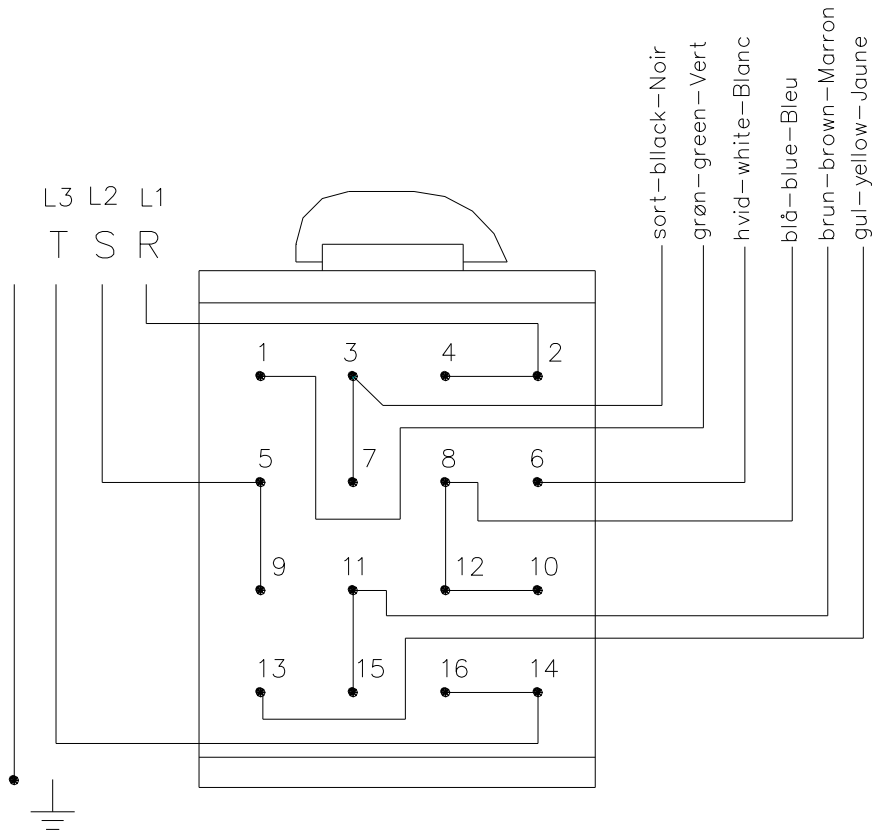 L3 L2 L1
T S R
sort-bllack-Noir
grøn-green-Vert
hvid-white-Blanc
blå-blue-Bleu
brun-brown-Marron
gul-yellow-Jaune
1 3 4 2
5 7 8 6
9 11 12 10
13 15 16 14